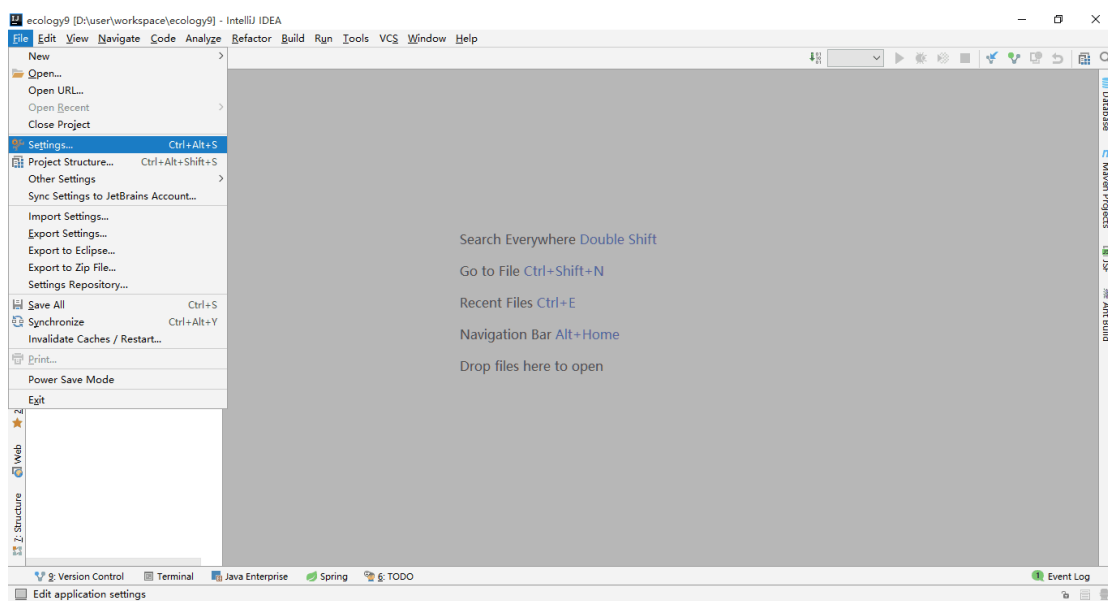 ecology9 [D:\user\workspace\ecology9] - IntelliJ IDEA
File Edit View Navigate Code Analyze Refactor Build Run Tools VCS Window Help
New
Open...
Open URL...
Open Recent
Close Project
Settings... Ctrl+Alt+S
Project Structure... Ctrl+Alt+Shift+S
Other Settings
Sync Settings to JetBrains Account...
Import Settings...
Export Settings...
Export to Eclipse...
Export to Zip File...
Settings Repository...
Save All Ctrl+S
Synchronize Ctrl+Alt+Y
Invalidate Caches / Restart...
Print...
Power Save Mode
Exit
Search Everywhere Double Shift
Go to File Ctrl+Shift+N
Recent Files Ctrl+E
Navigation Bar Alt+Home
Drop files here to open
Database
Maven Projects
Ant Build
Web
7: Structure
9: Version Control Terminal Java Enterprise Spring 6: TODO
1 Event Log
Edit application settings